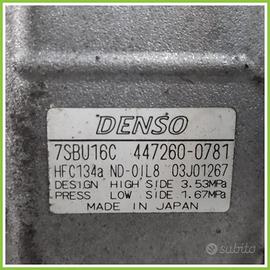 DENSO
7SBU16C 447260-0781
HFC134a ND-OIL8 03J01267
DESIGN HIGH SIDE 3.53MPa
PRESS LOW SIDE 1.67MPa
MADE IN JAPAN
subito